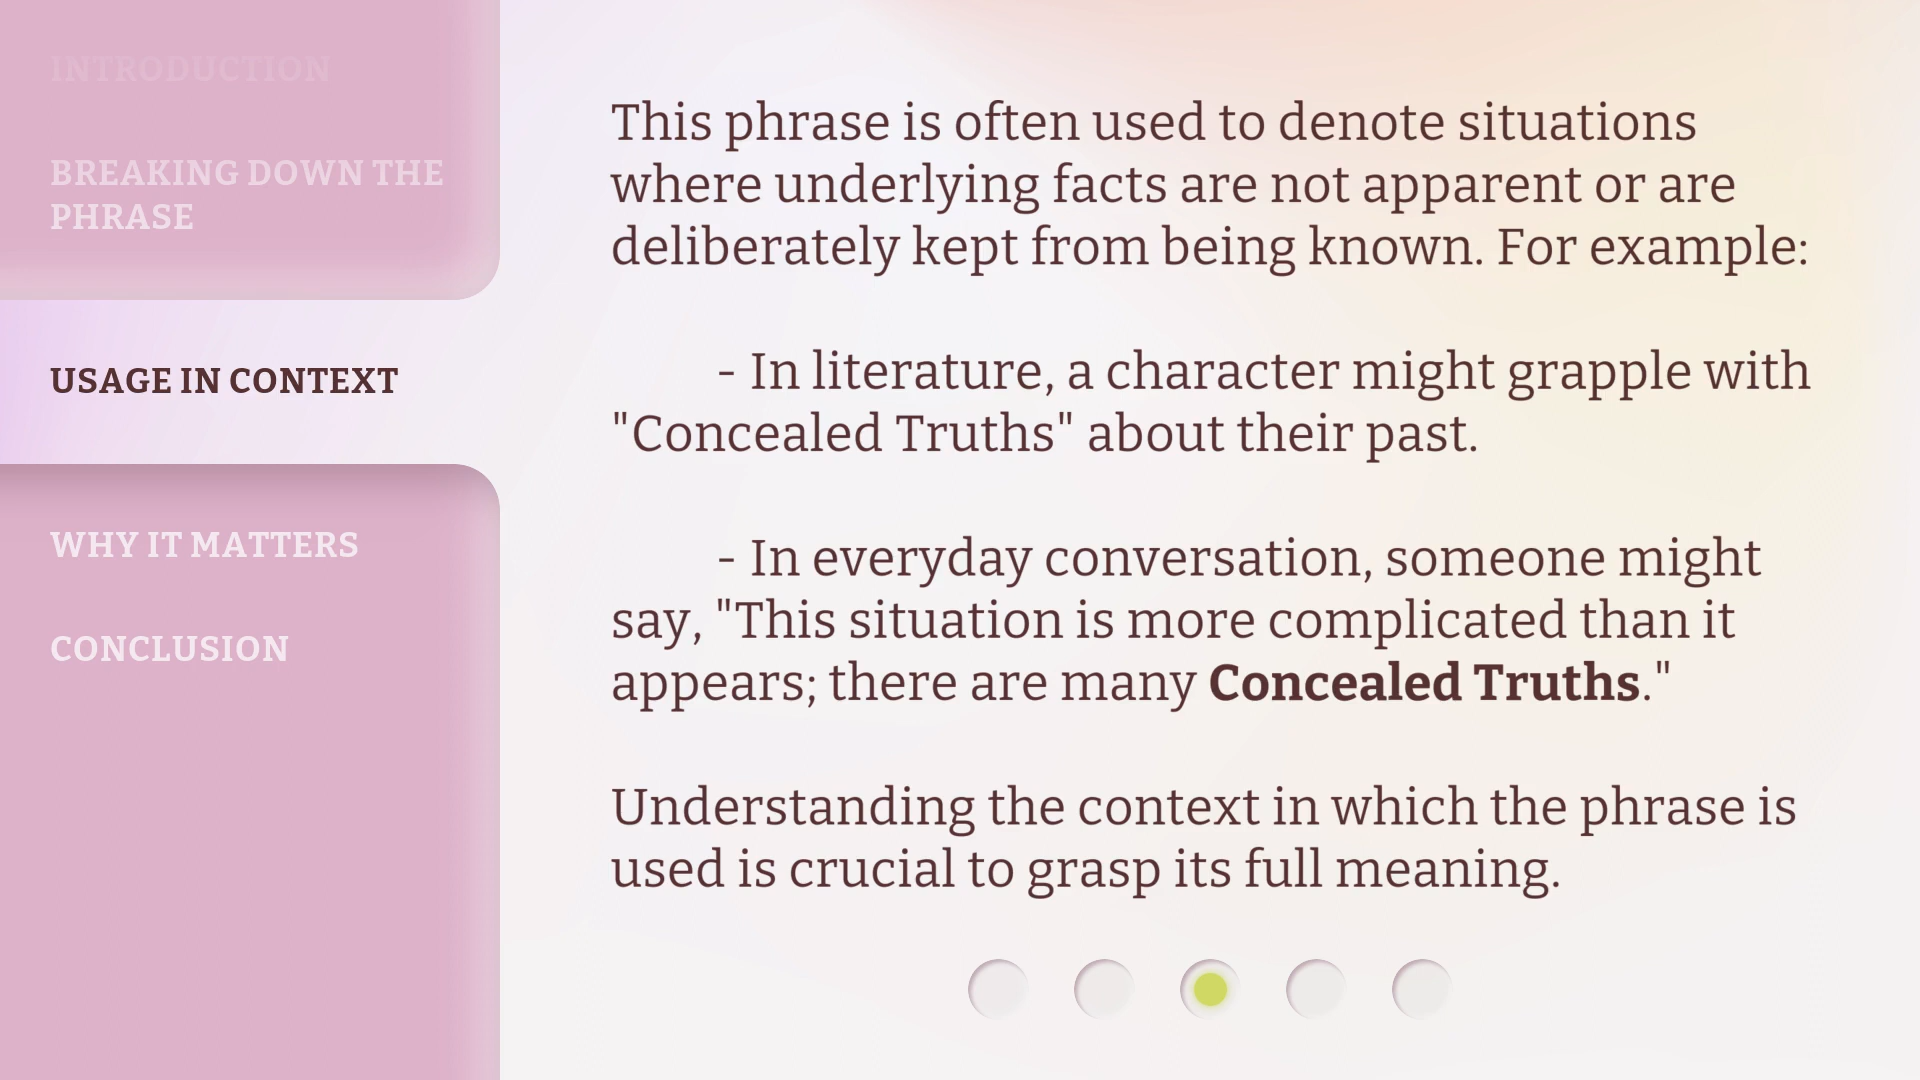 INTRODUCTION
BREAKING DOWN THE
PHRASE
USAGE IN CONTEXT
WHY IT MATTERS
CONCLUSION
This phrase is often used to denote situations
where underlying facts are not apparent or are
deliberately kept from being known. For example:
- In literature, a character might grapple with
"Concealed Truths" about their past.
- In everyday conversation, someone might
say, "This situation is more complicated than it
appears; there are many Concealed Truths."
Understanding the context in which the phrase is
used is crucial to grasp its full meaning.